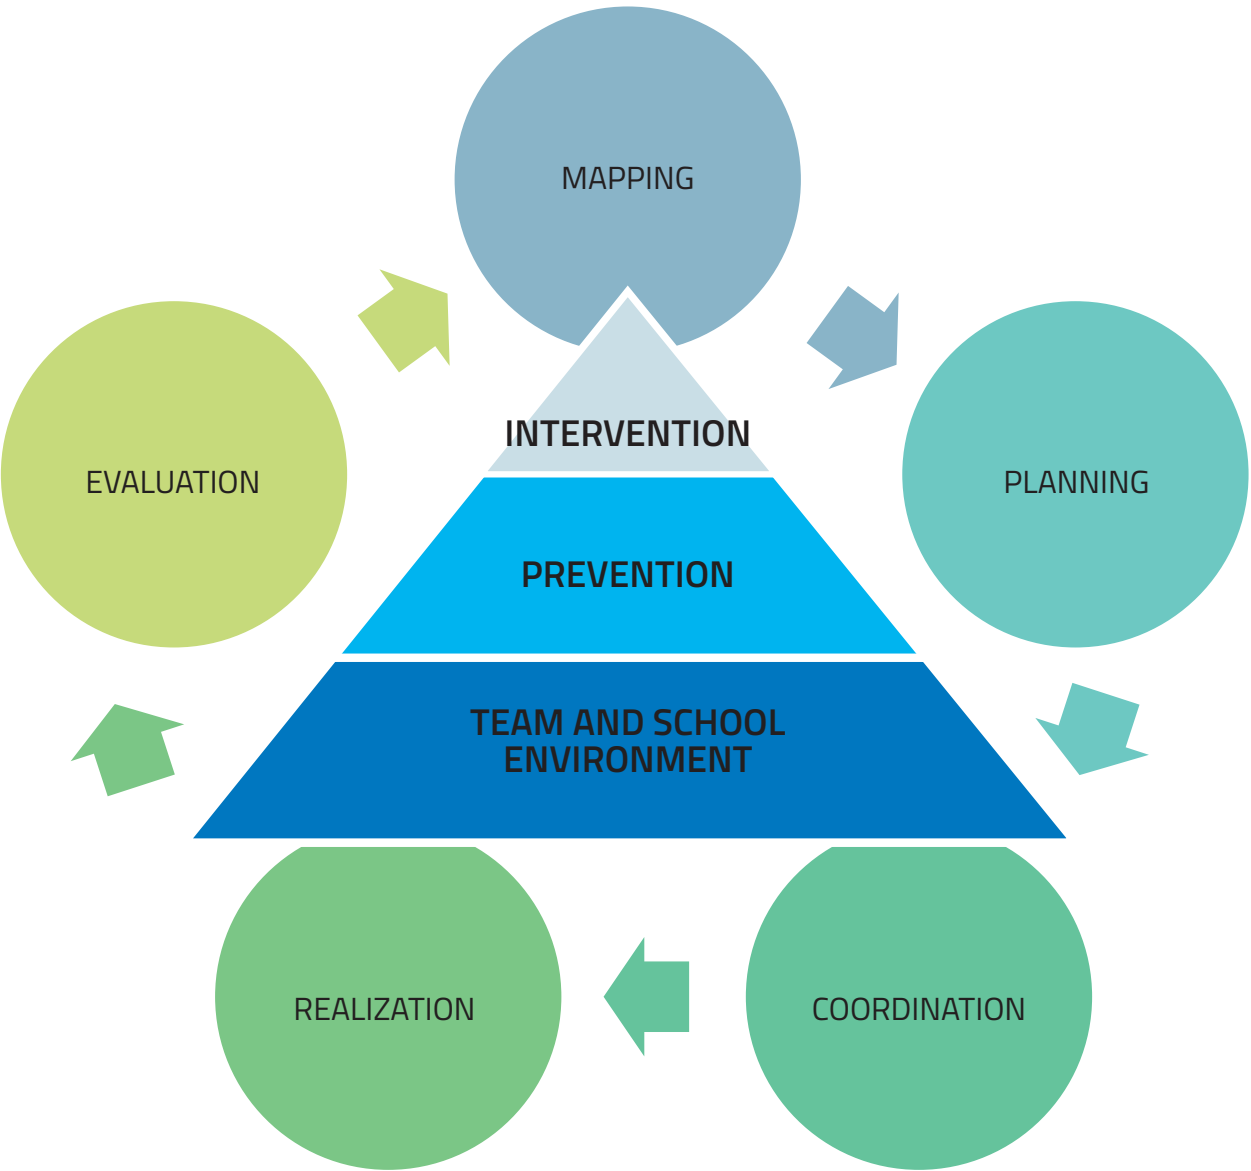 MAPPING
INTERVENTION
EVALUATION
PLANNING
PREVENTION
TEAM AND SCHOOL
ENVIRONMENT
REALIZATION
COORDINATION